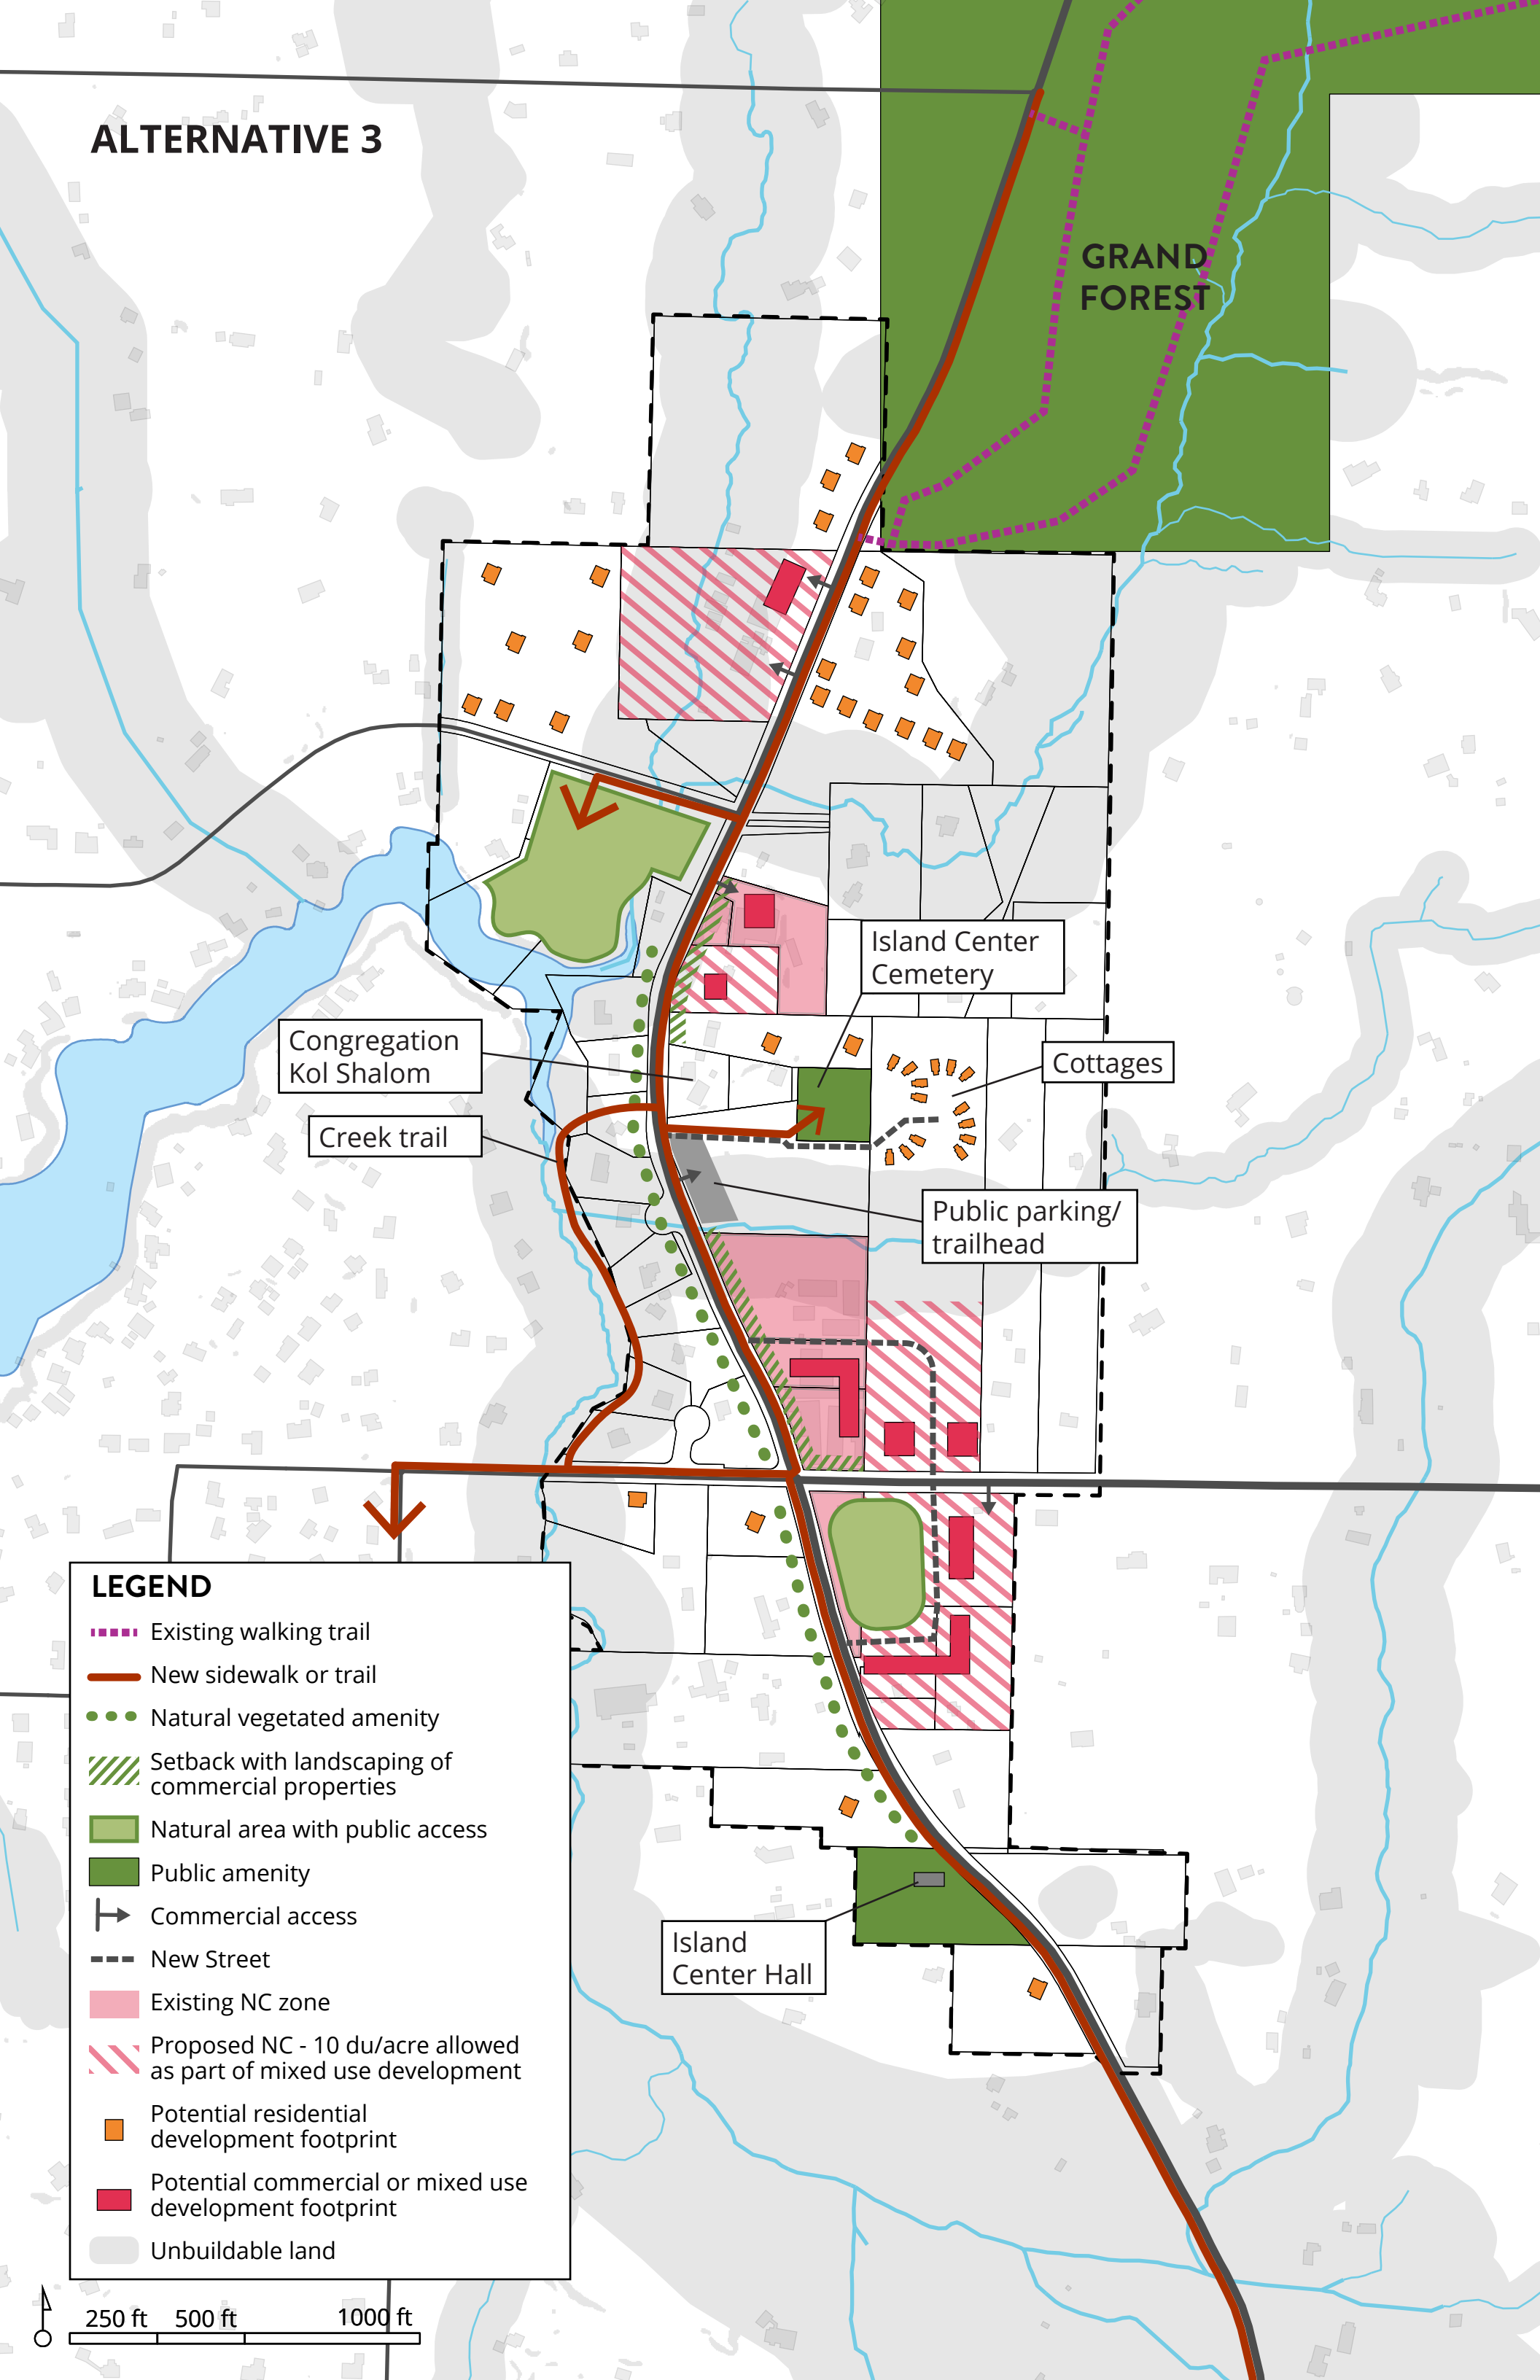 ALTERNATIVE 3
GRAND
FOREST
Island Center
Cemetery
Congregation
Kol Shalom
Cottages
Creek trail
Public parking/
trailhead
Island
Center Hall
LEGEND
Existing walking trail
New sidewalk or trail
Natural vegetated amenity
Setback with landscaping of
commercial properties
Natural area with public access
Public amenity
Commercial access
New Street
Existing NC zone
Proposed NC - 10 du/acre allowed
as part of mixed use development
Potential residential
development footprint
Potential commercial or mixed use
development footprint
Unbuildable land
250 ft 500 ft 1000 ft